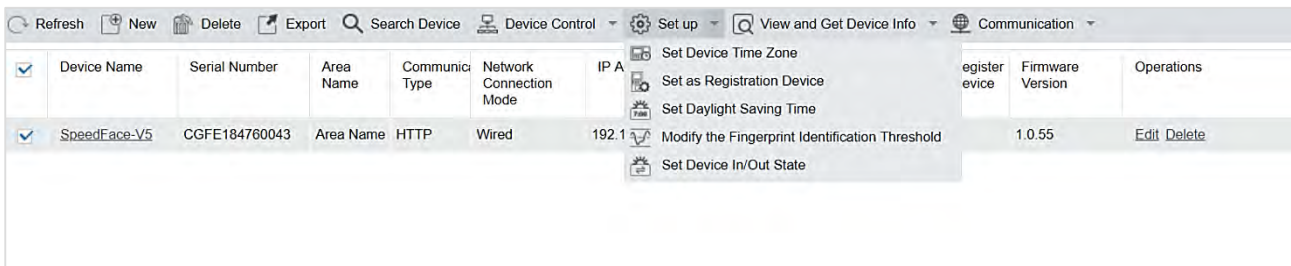 Refresh New Delete Export Search Device Device Control Set up View and Get Device Info Communication
Set Device Time Zone
Set as Registration Device
Set Daylight Saving Time
Modify the Fingerprint Identification Threshold
Set Device In/Out State
Device Name Serial Number Area Communica Network IP A egister Firmware Operations
Name Type Connection evice Version
Mode
SpeedFace-V5 CGFE184760043 Area Name HTTP Wired 192.1 1.0.55 Edit Delete